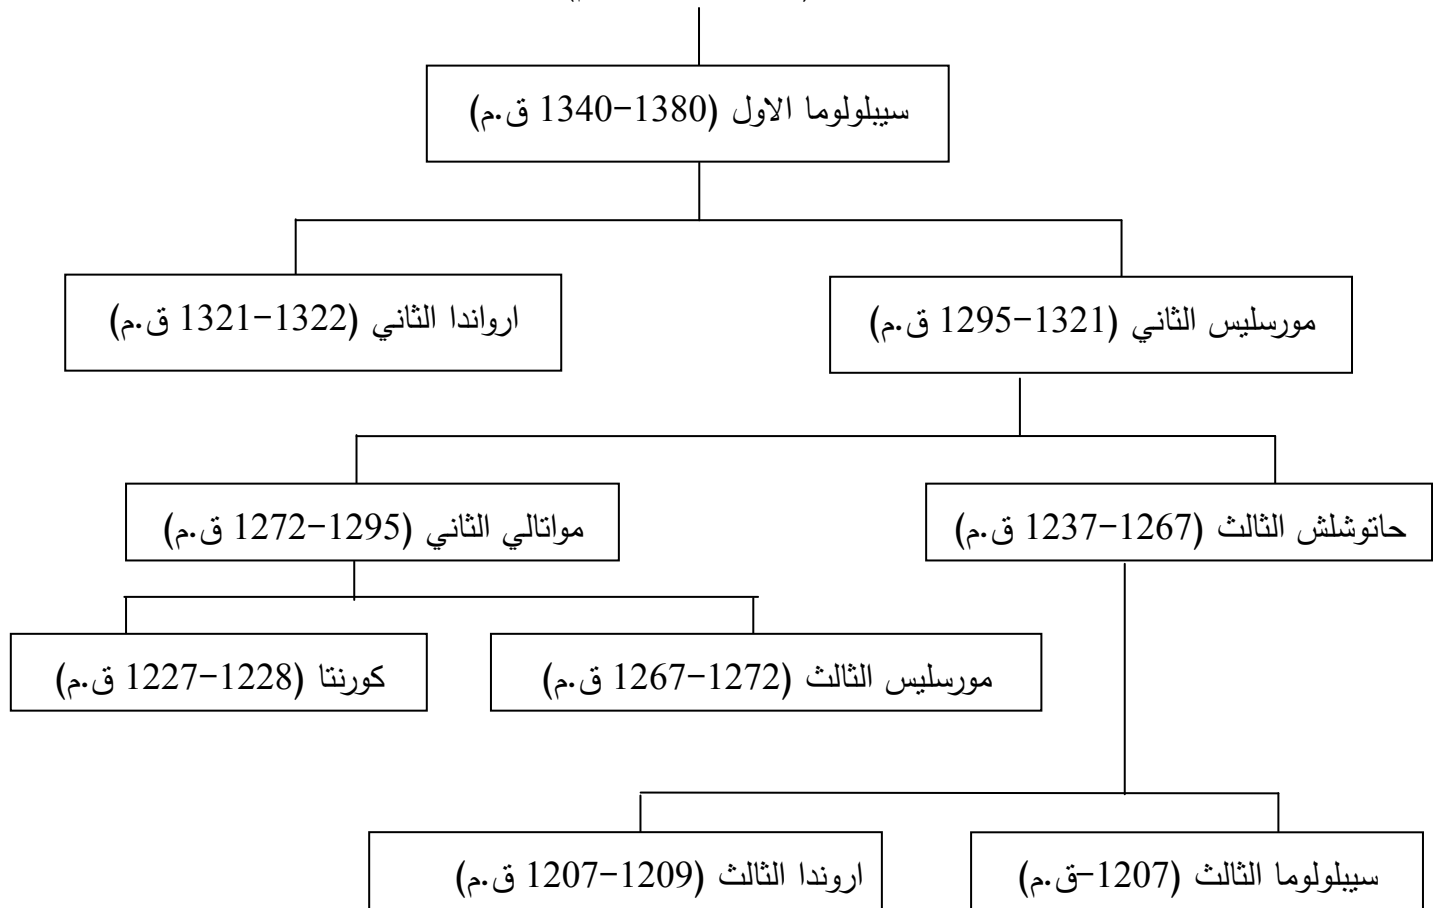 سيبلولوما الاول (1380-1340 ق.م)
مورسليس الثاني (1321-1295 ق.م)
ارواندا الثاني (1322-1321 ق.م)
حاتوشلش الثالث (1267-1237 ق.م)
مواتالي الثاني (1295-1272 ق.م)
مورسليس الثالث (1272-1267 ق.م)
كورنتا (1228-1227 ق.م)
سيبلولوما الثالث (1207-ق.م)
اروندا الثالث (1209-1207 ق.م)